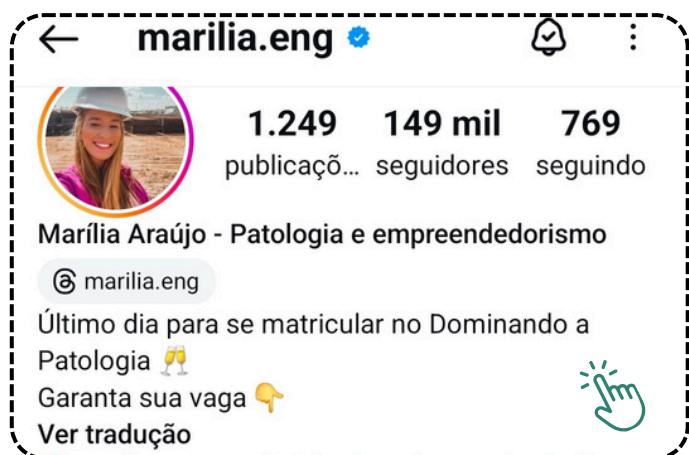 marilia.eng
1.249 149 mil 769
publicaçõ... seguidores seguindo
Marília Araújo - Patologia e empreendedorismo
marilia.eng
Último dia para se matricular no Dominando a
Patologia 🥂
Garanta sua vaga 👇
Ver tradução